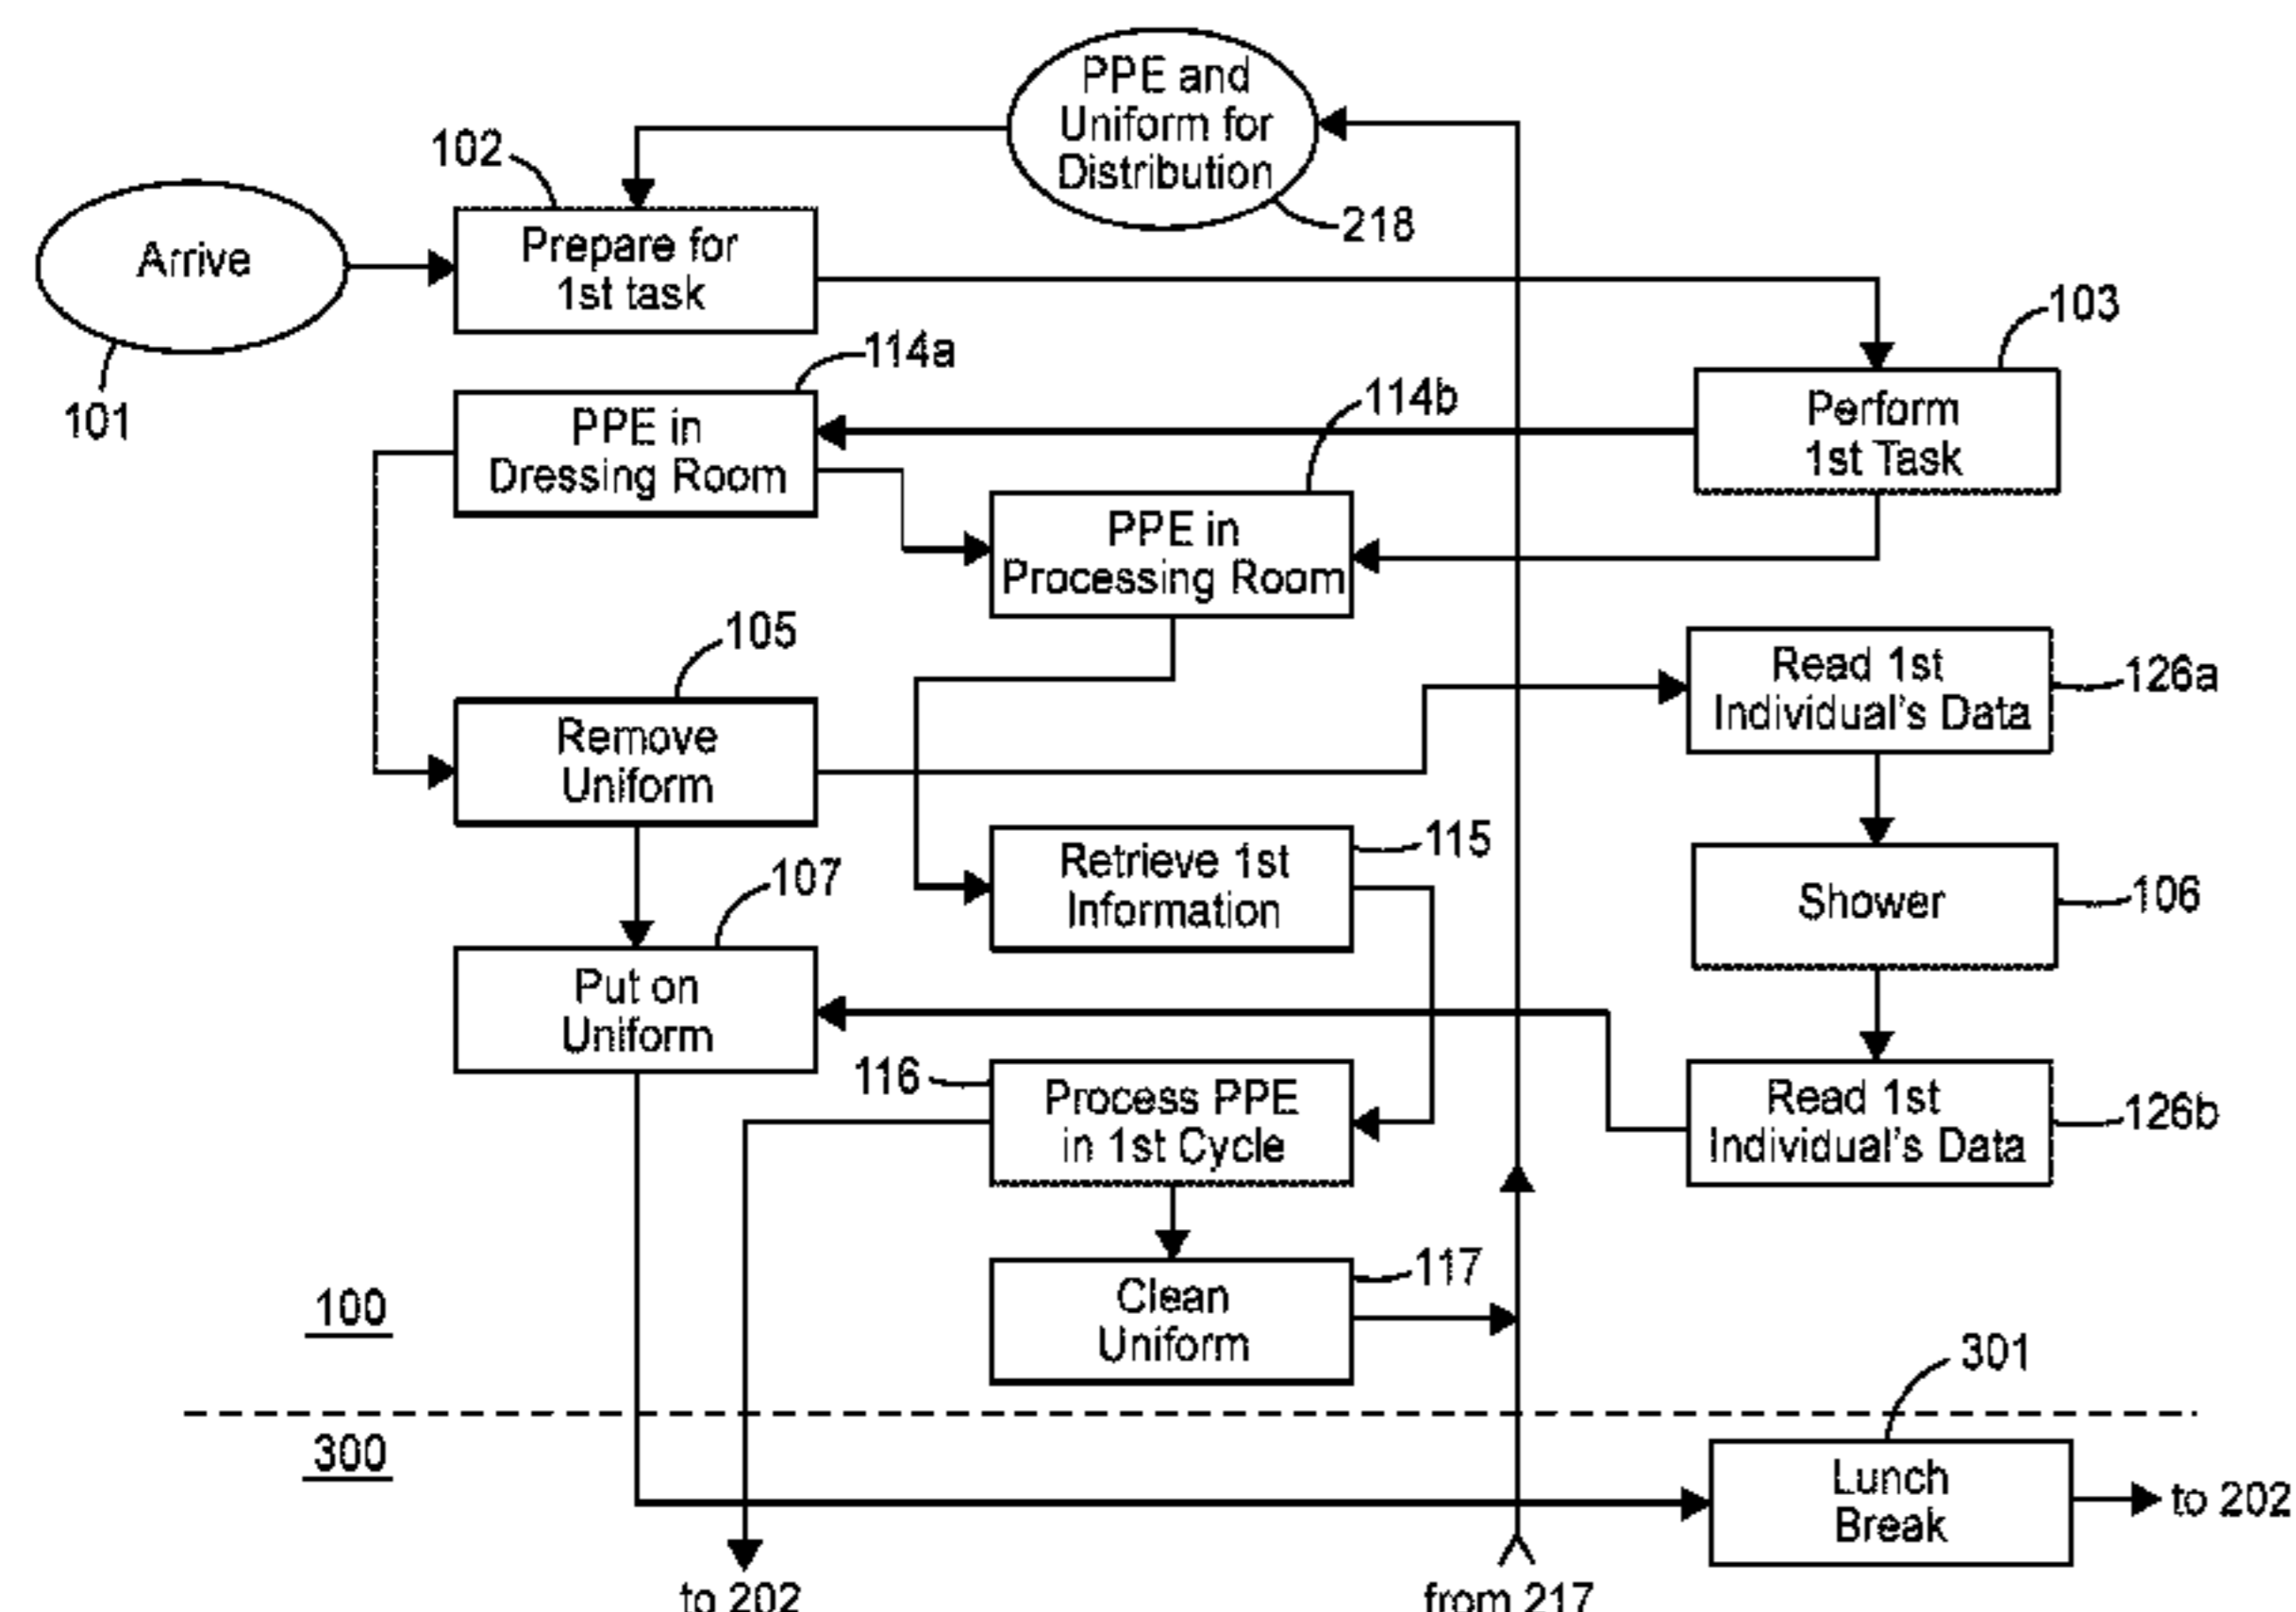 PPE and
Uniform for
Distribution
218
102
Arrive
101
Prepare for
1st task
103
114a
PPE in
Dressing Room
114b
Perform
1st Task
PPE in
Processing Room
105
Remove
Uniform
Read 1st
Individual's Data
126a
107
Retrieve 1st
Information
115
Shower
106
Put on
Uniform
116
Process PPE
in 1st Cycle
Read 1st
Individual's Data
126b
Clean
Uniform
117
100
301
300
Lunch
Break
to 202
to 202
from 217